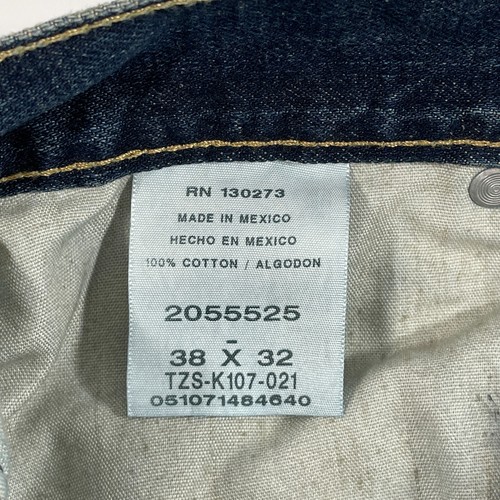 RN 130273
MADE IN MEXICO
HECHO EN MEXICO
100% COTTON / ALGODON
2055525
-
38 X 32
TZS-K107-021
051071484640